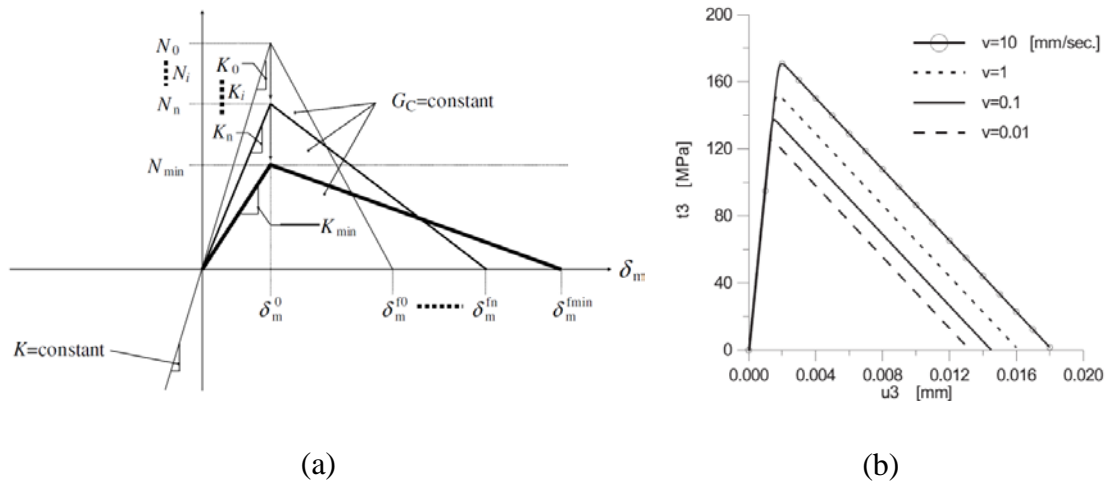 N0
Ni
Nn
Nmin
K0
Ki
Kn
Kmin
GC=constant
K=constant
δm
δm0
δmf0
δmfn
δmfmin
(a)
200
160
120
80
40
0
t3 [MPa]
0.000 0.004 0.008 0.012 0.016 0.020
u3 [mm]
v=10 [mm/sec.]
v=1
v=0.1
v=0.01
(b)